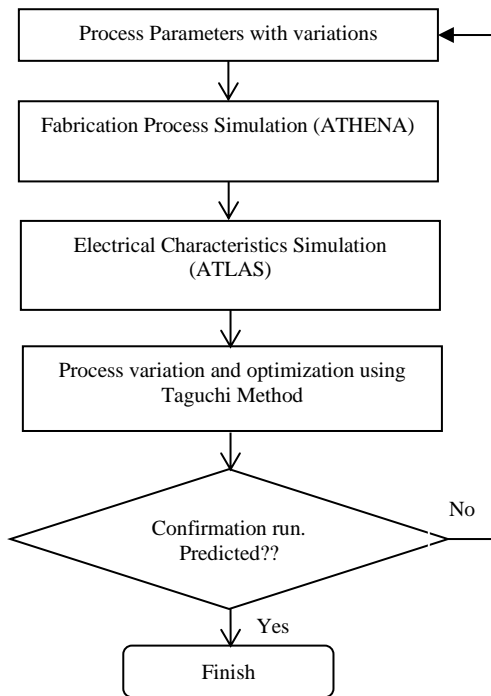 Process Parameters with variations
Fabrication Process Simulation (ATHENA)
Electrical Characteristics Simulation
(ATLAS)
Process variation and optimization using
Taguchi Method
Confirmation run.
Predicted??
No
Yes
Finish